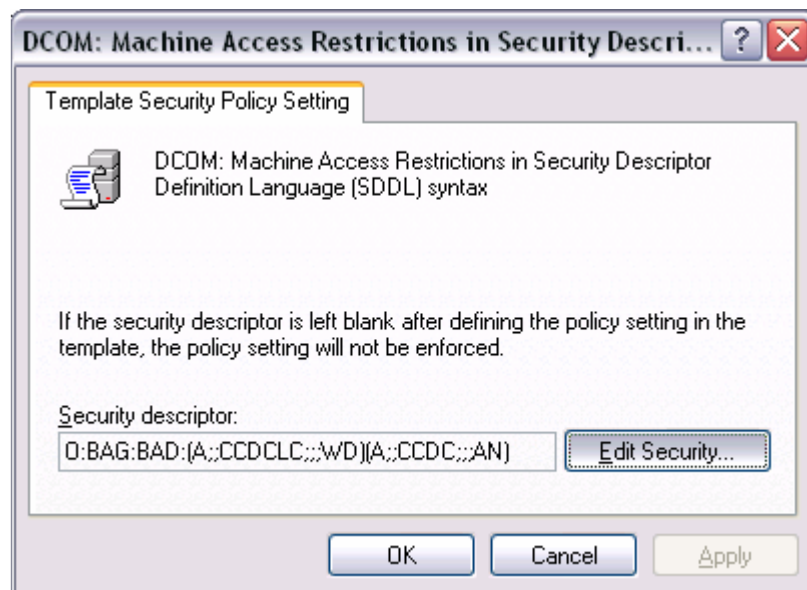 DCOM: Machine Access Restrictions in Security Descri...
Template Security Policy Setting
DCOM: Machine Access Restrictions in Security Descriptor
Definition Language (SDDL) syntax
If the security descriptor is left blank after defining the policy setting in the
template, the policy setting will not be enforced.
Security descriptor:
O:BAG:BAD:(A;;CCDCLC;;;WD)(A;;CCDC;;;AN)
Edit Security...
OK
Cancel
Apply